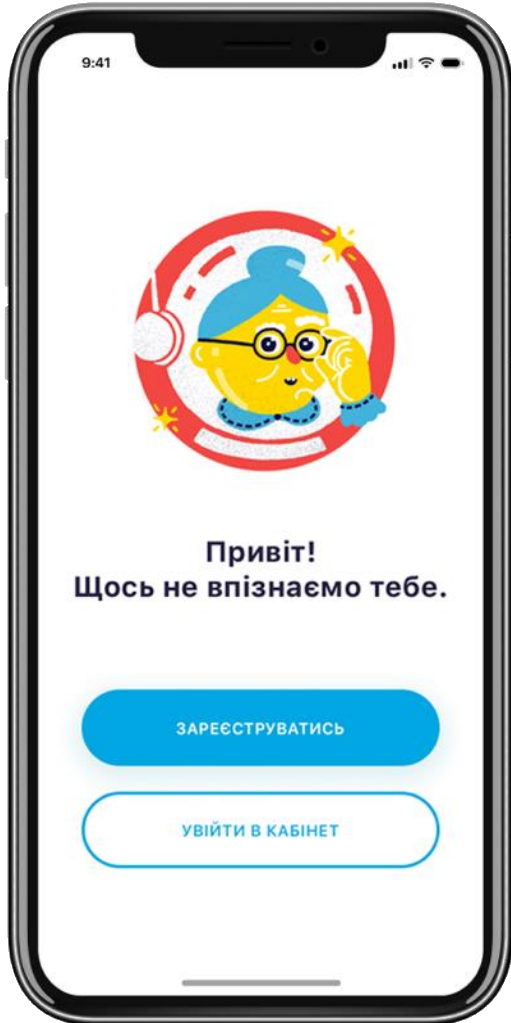 9:41
Привіт!
Щось не впізнаємо тебе.
ЗАРЕЄСТРУВАТИСЬ
УВІЙТИ В КАБІНЕТ